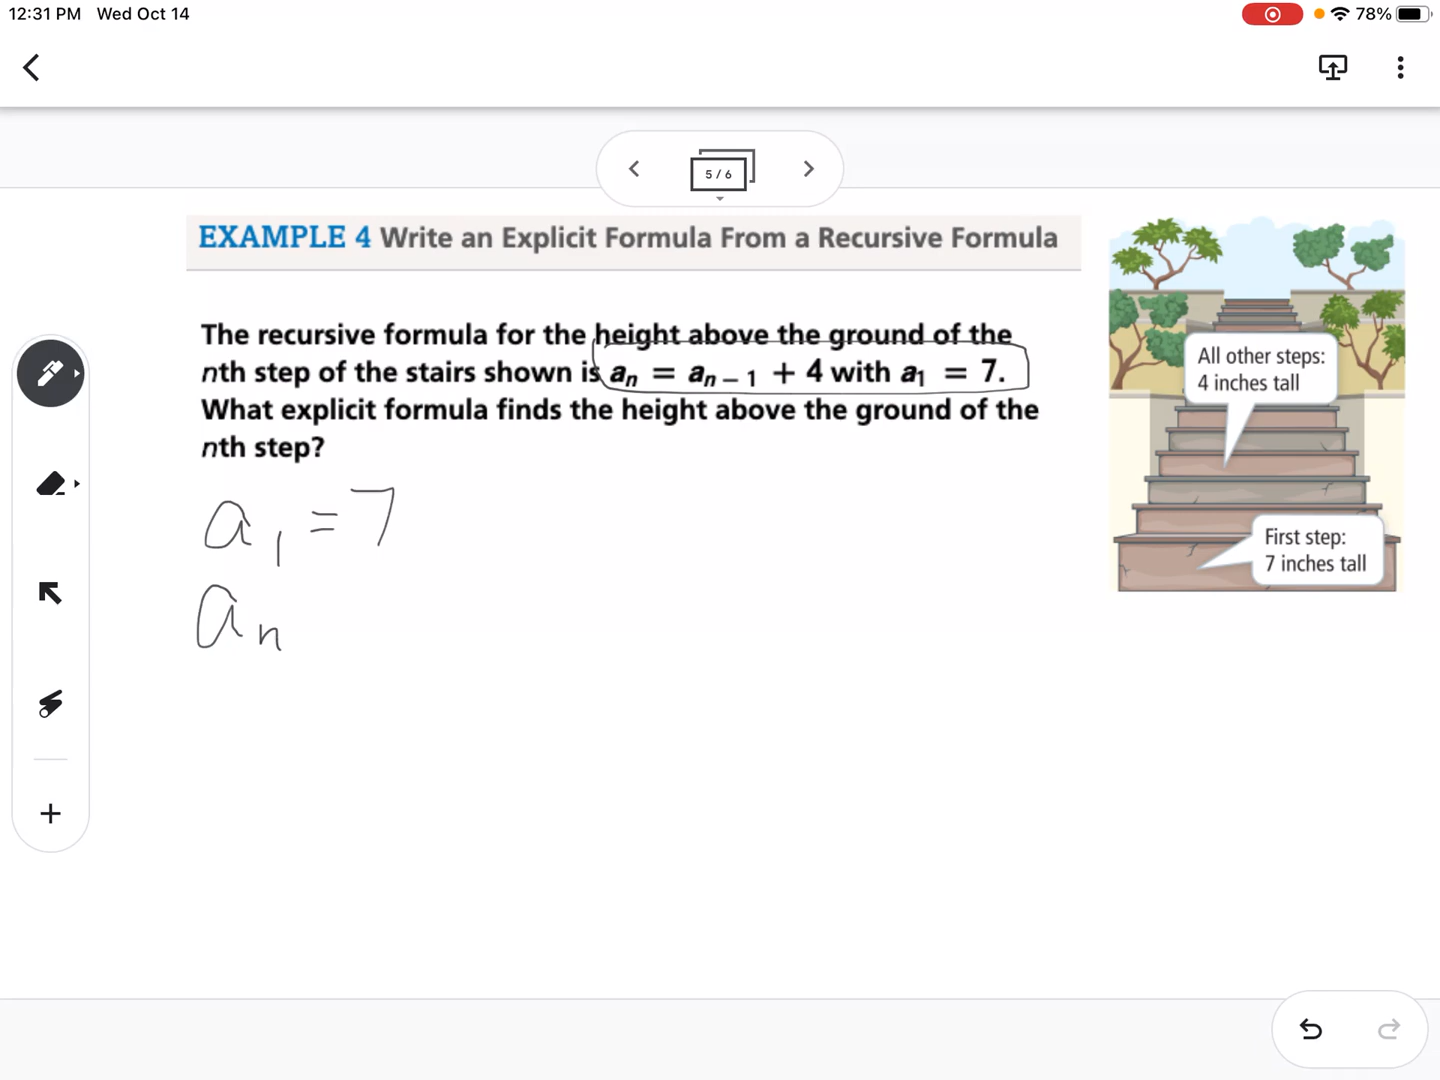 12:31 PM Wed Oct 14
78%
5 / 6
EXAMPLE 4 Write an Explicit Formula From a Recursive Formula
The recursive formula for the height above the ground of the
nth step of the stairs shown is aₙ = aₙ₋₁ + 4 with a₁ = 7.
What explicit formula finds the height above the ground of the
nth step?
All other steps:
4 inches tall
First step:
7 inches tall
a₁ = 7
aₙ